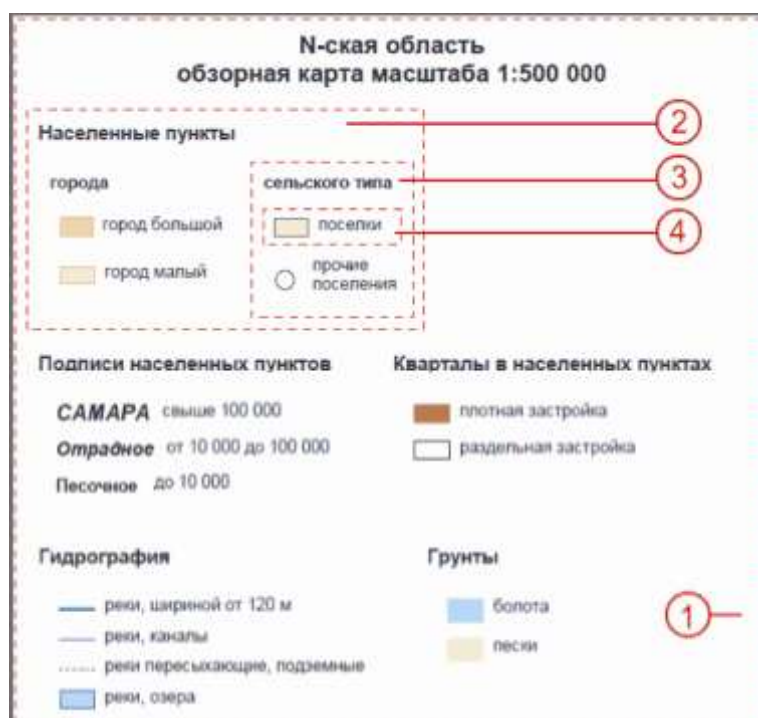 N-ская область
обзорная карта масштаба 1:500 000
2
Населенные пункты
города
сельского типа
3
город большой
поселки
4
город малый
прочие
поселения
Подписи населенных пунктов
Кварталы в населенных пунктах
САМАРА свыше 100 000
плотная застройка
Отрадное от 10 000 до 100 000
раздельная застройка
Песочное до 10 000
Гидрография
Грунты
реки, шириной от 120 м
болота
1
реки, каналы
пески
реки пересыхающие, подземные
реки, озера